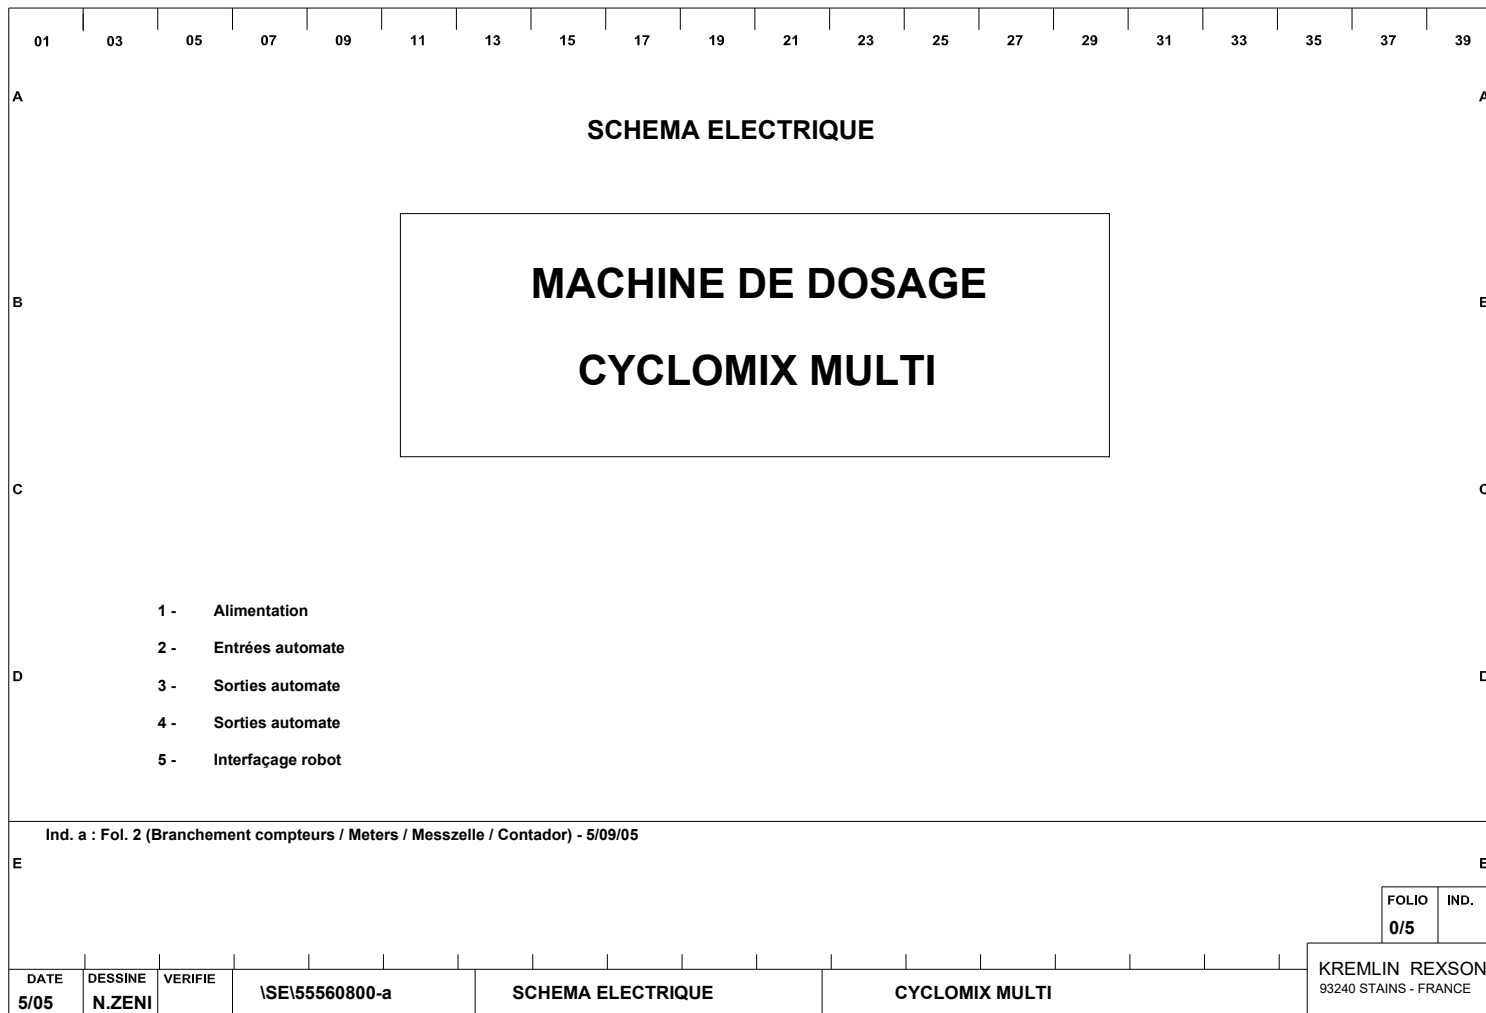 01 03 05 07 09 11 13 15 17 19 21 23 25 27 29 31 33 35 37 39
A A
SCHEMA ELECTRIQUE
MACHINE DE DOSAGE
B
CYCLOMIX MULTI
C
1 - Alimentation
2 - Entrées automate
D
3 - Sorties automate
4 - Sorties automate
5 - Interfaçage robot
Ind. a : Fol. 2 (Branchement compteurs / Meters / Messzelle / Contador) - 5/09/05
E
FOLIO IND.
0/5
KREMLIN REXSON
93240 STAINS - FRANCE
DATE DESSINE VERIFIE
5/05 N.ZENI \SE\55560800-a SCHEMA ELECTRIQUE CYCLOMIX MULTI